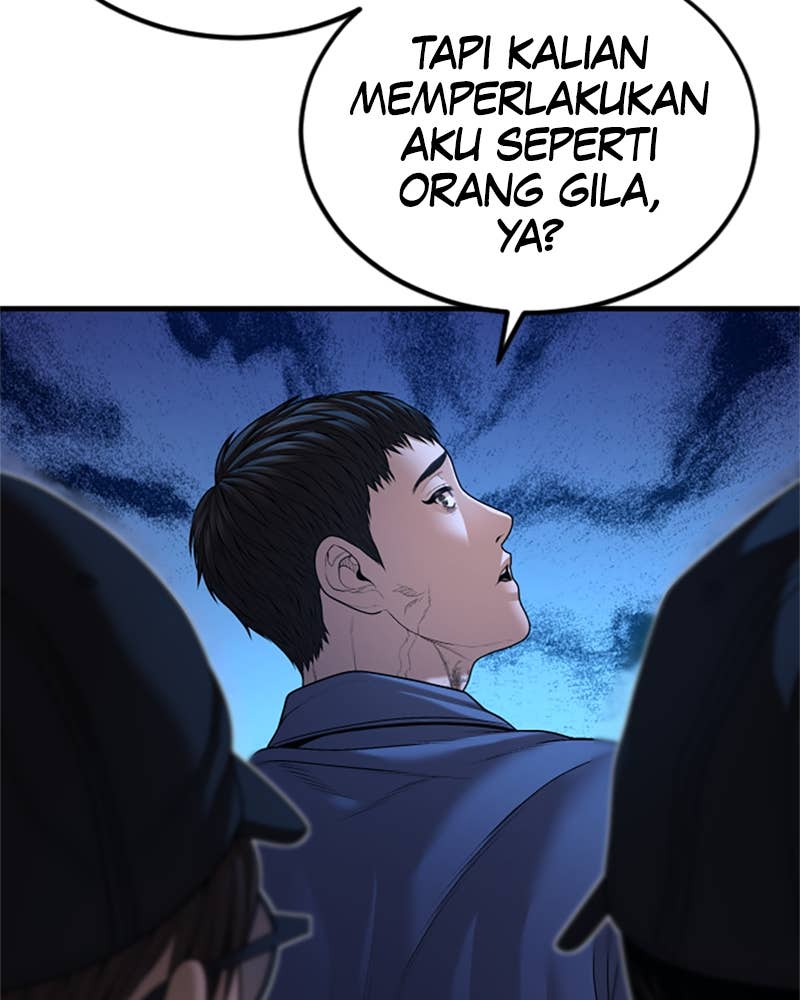 TAPI KALIAN
MEMPERLAKUKAN
AKU SEPERTI
ORANG GILA,
YA?